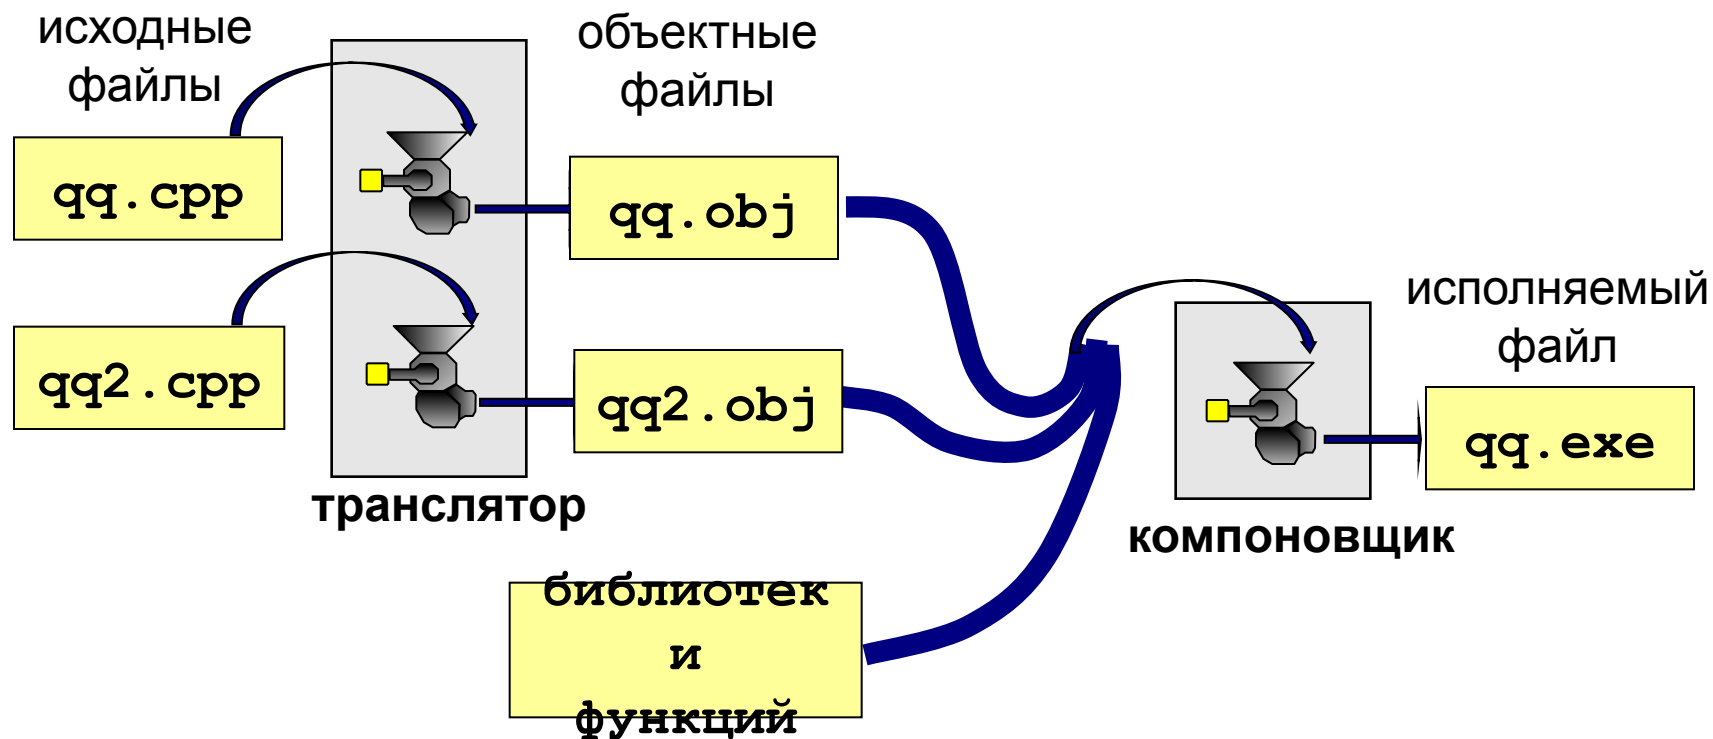 исходные
файлы
объектные
файлы
qq.cpp
qq.obj
qq2.cpp
qq2.obj
транслятор
исполняемый
файл
qq.exe
компоновщик
библиотек
и
функций